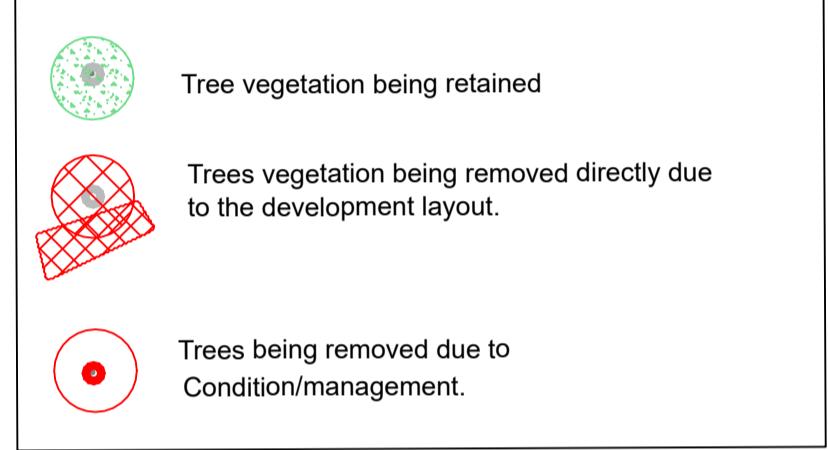 Tree vegetation being retained
Trees vegetation being removed directly due
to the development layout.
Trees being removed due to
Condition/management.